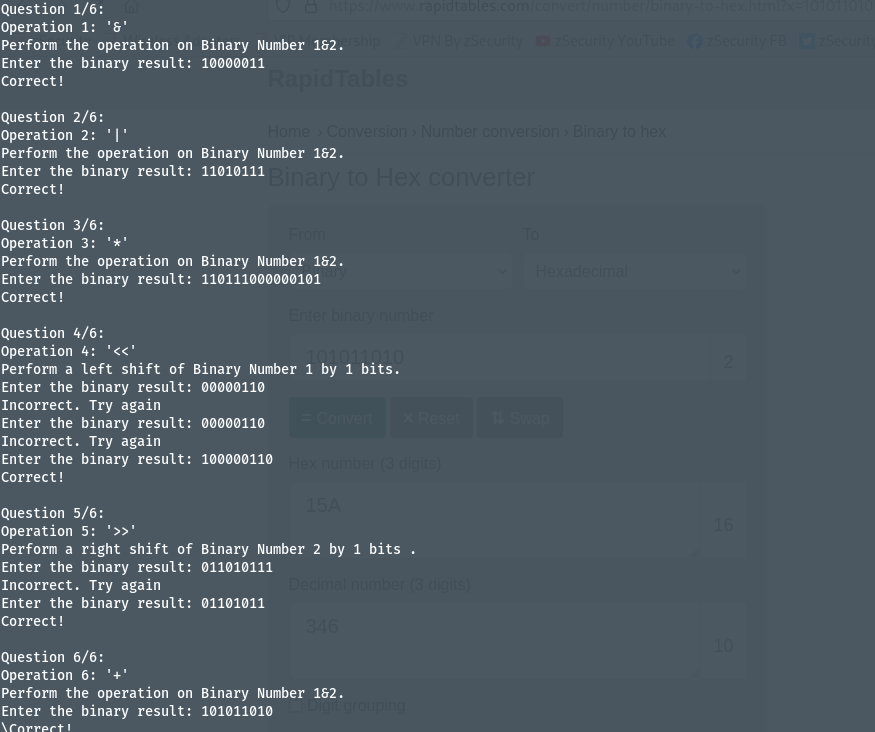 Question 1/6:
Operation 1: '&'
Perform the operation on Binary Number 1&2.
Enter the binary result: 10000011
Correct!
Question 2/6:
Operation 2: '|'
Perform the operation on Binary Number 1&2.
Enter the binary result: 11010111
Correct!
Question 3/6:
Operation 3: '*'
Perform the operation on Binary Number 1&2.
Enter the binary result: 110111000000101
Correct!
Question 4/6:
Operation 4: '<<'
Perform a left shift of Binary Number 1 by 1 bits.
Enter the binary result: 00000110
Incorrect. Try again
Enter the binary result: 00000110
Incorrect. Try again
Enter the binary result: 100000110
Correct!
Question 5/6:
Operation 5: '>>'
Perform a right shift of Binary Number 2 by 1 bits .
Enter the binary result: 011010111
Incorrect. Try again
Enter the binary result: 01101011
Correct!
Question 6/6:
Operation 6: '+'
Perform the operation on Binary Number 1&2.
Enter the binary result: 101011010
\Correct!
https://www.rapidtables.com/convert/number/binary-to-hex.html?x=101011010
VPN By zSecurity
zSecurity YouTube
zSecurity FB
RapidTables
Home › Conversion › Number conversion › Binary to hex
Binary to Hex converter
From
To
Binary
Hexadecimal
Enter binary number
101011010
2
= Convert
× Reset
Swap
Hex number (3 digits)
15A
16
Decimal number (3 digits)
346
10
Digit grouping